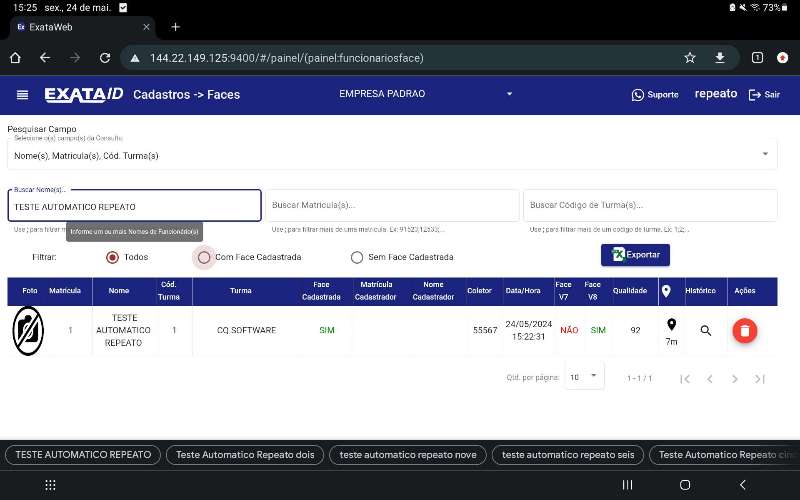 15:25 sex., 24 de mai.
73%
Ex ExataWeb
144.22.149.125:9400/#/painel/(painel:funcionariosface)
1
EXATA ID Cadastros -> Faces EMPRESA PADRAO Suporte repeato Sair
Pesquisar Campo
Selecione o(s) campo(s) da Consulta
Nome(s), Matricula(s), Cód. Turma(s)
Buscar Nome(s)...
TESTE AUTOMATICO REPEATO
Buscar Matricula(s)...
Buscar Código de Turma(s)...
Use ; para filtrar m
Informe um ou mais Nomes de Funcionário(s)
Use ; para filtrar mais de uma matrícula. Ex: 91523;12533;...
Use ; para filtrar mais de um código de turma. Ex: 1;2;..
Filtrar: Todos Com Face Cadastrada Sem Face Cadastrada Exportar
Foto Matrícula Nome Cód. Turma Turma Face Cadastrada Matrícula Cadastrador Nome Cadastrador Coletor Data/Hora Face V7 Face V8 Qualidade Histórico Ações
1 TESTE AUTOMATICO REPEATO 1 CQ.SOFTWARE SIM 55567 24/05/2024 15:22:31 NÃO SIM 92 7m
Qtd. por página: 10 1 - 1 / 1
TESTE AUTOMATICO REPEATO Teste Automatico Repeato dois teste automatico repeato nove teste automatico repeato seis Teste Automatico Repeato cinc